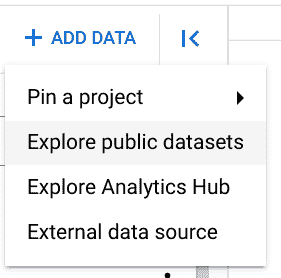 + ADD DATA
Pin a project
Explore public datasets
Explore Analytics Hub
External data source